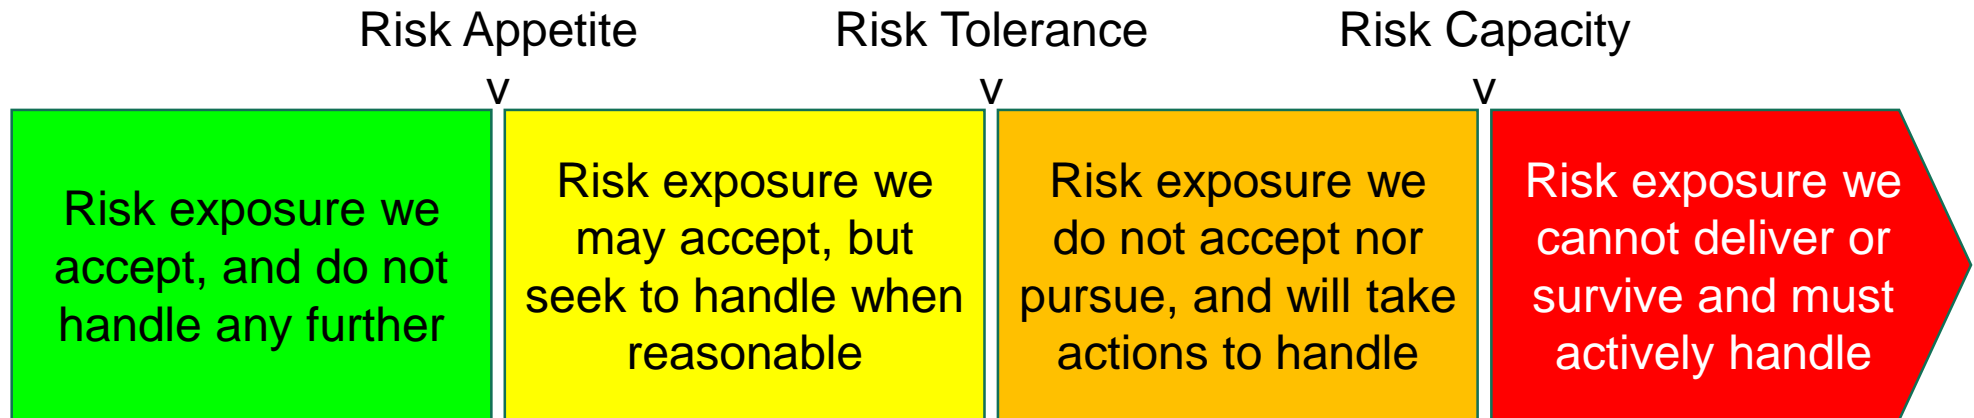 Risk Appetite Risk Tolerance Risk Capacity
v v v
Risk exposure we
accept, and do not
handle any further
Risk exposure we
may accept, but
seek to handle when
reasonable
Risk exposure we
do not accept nor
pursue, and will take
actions to handle
Risk exposure we
cannot deliver or
survive and must
actively handle